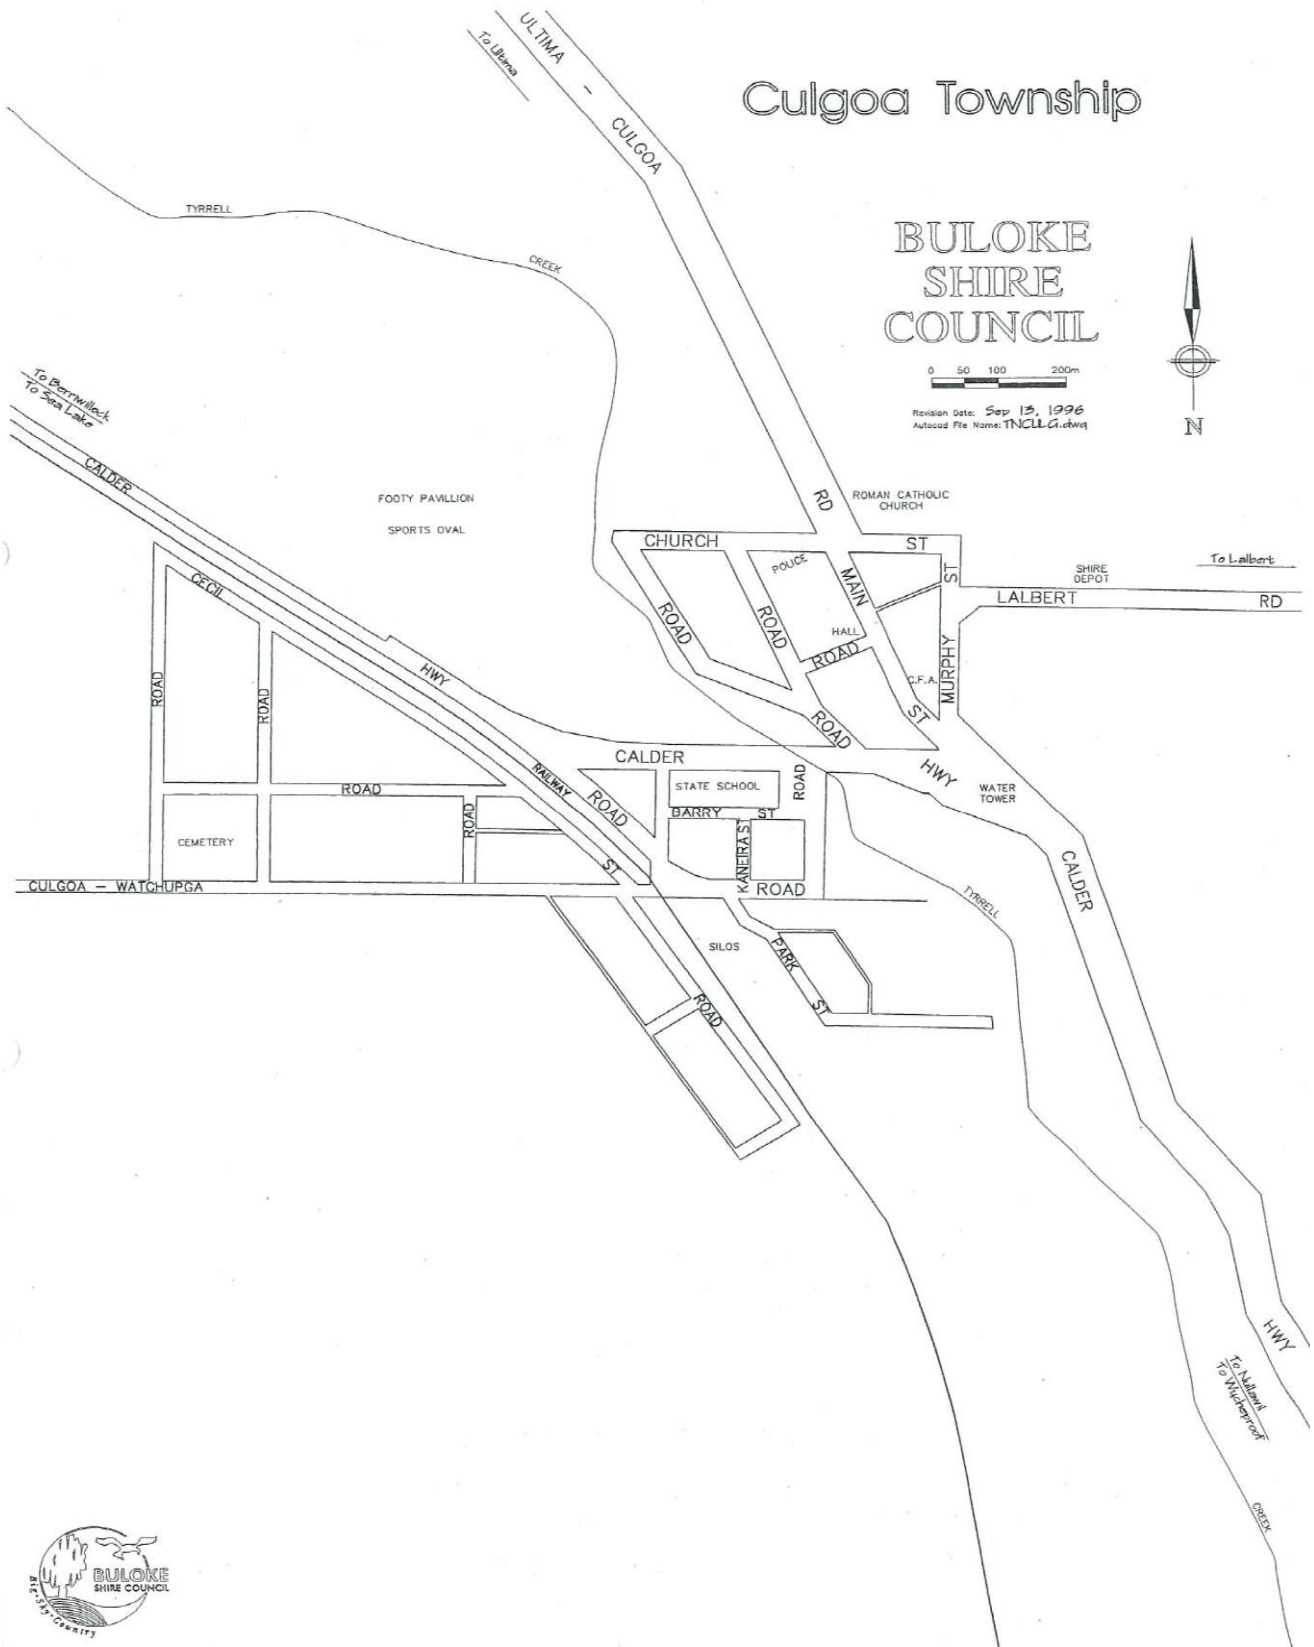 To Ultima
ULTIMA - CULGOA RD
Culgoa Township
BULOKE
SHIRE
COUNCIL
0 50 100 200m
Revision Date: Sep 13, 1996
Autocad File Name: TNCULG.dwg
N
TYRRELL
CREEK
To Berriwillock
To Sea Lake
CALDER
FOOTY PAVILLION
SPORTS OVAL
ROMAN CATHOLIC
CHURCH
CHURCH ST
POLICE
MAIN
ST
SHIRE
DEPOT
To Lalbert
LALBERT RD
CECIL
ROAD
ROAD
HALL
ROAD
MURPHY
C.F.A.
ST
HWY
ROAD
ROAD
ROAD
CALDER
HWY
RAILWAY
STATE SCHOOL
ROAD
WATER
TOWER
ROAD
ROAD
BARRY ST
ROAD
CEMETERY
KANEIRA ST
ST
CALDER
CULGOA - WATCHUPGA
ROAD
TYRRELL
SILOS
PARK
ST
ROAD
HWY
To Nullawil
To Wycheproof
CREEK
BULOKE
SHIRE COUNCIL
Big-Sky-Country